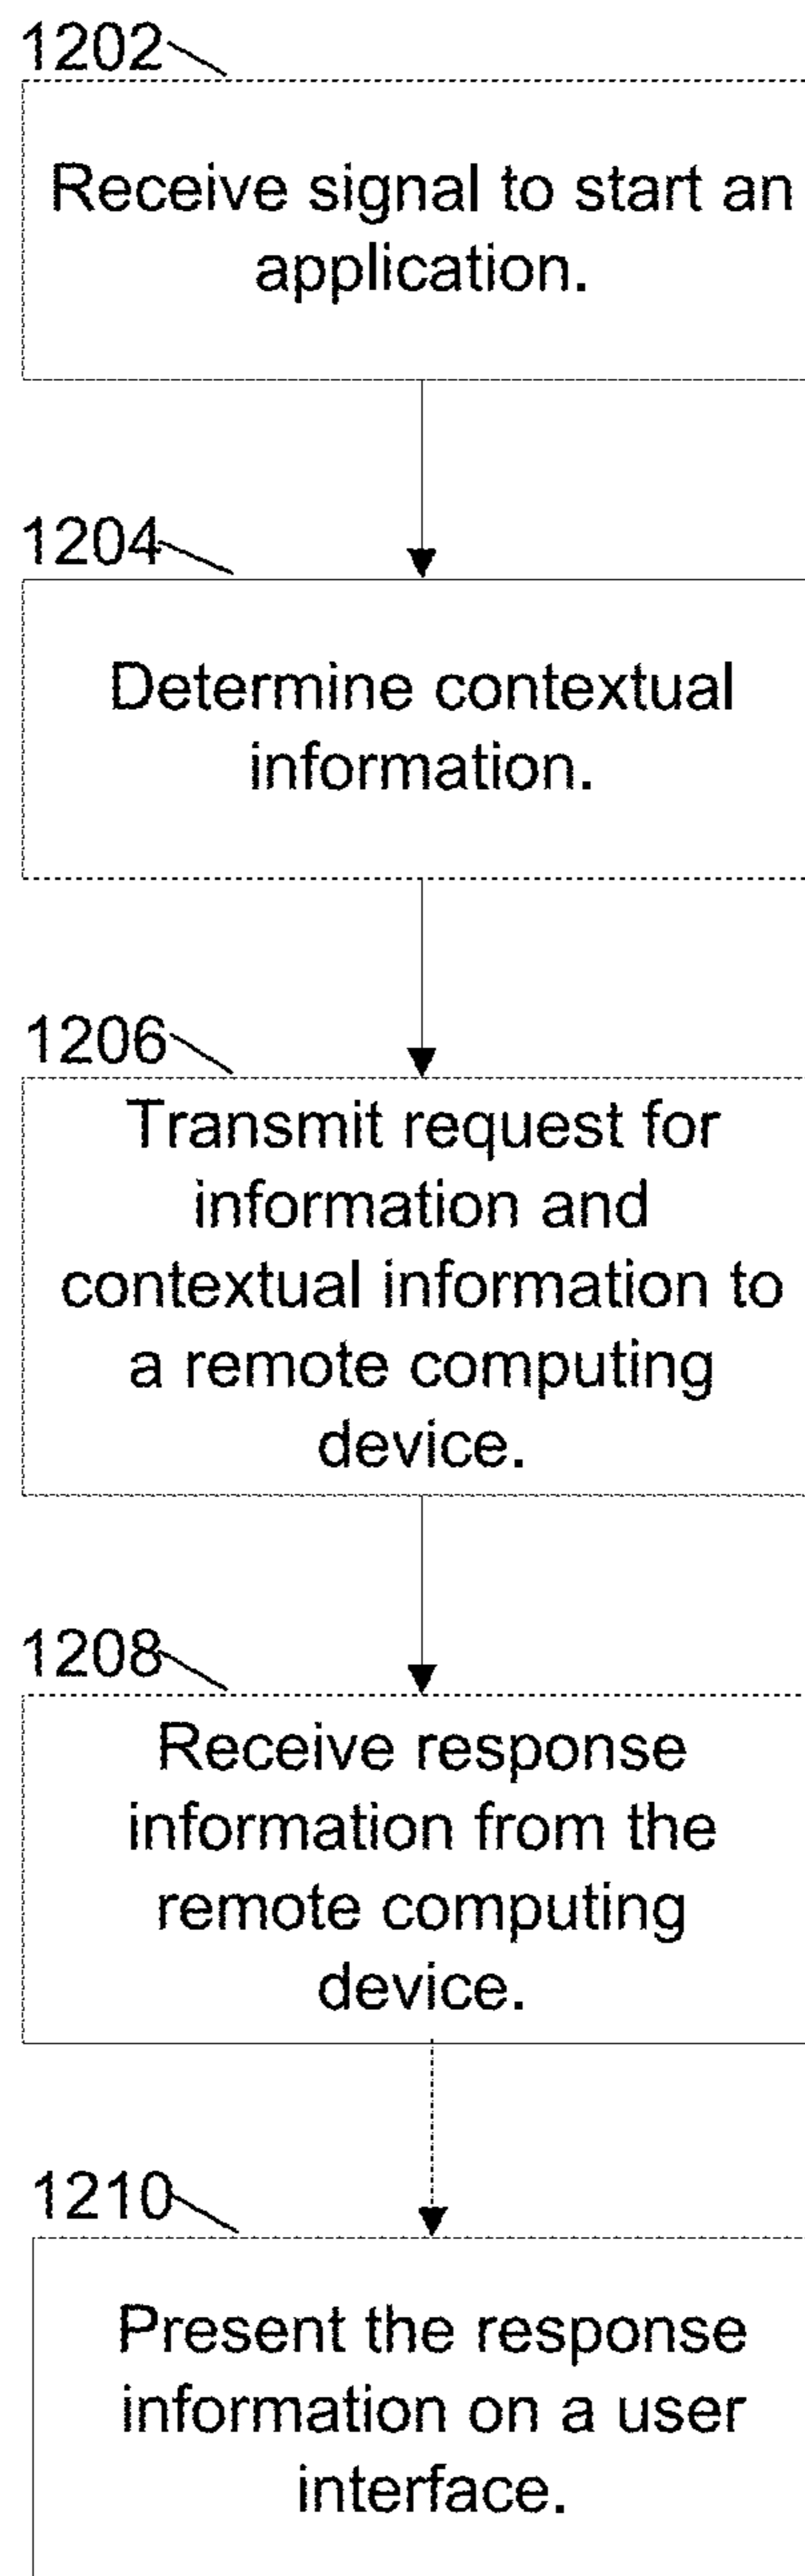 1202
Receive signal to start an
application.
1204
Determine contextual
information.
1206
Transmit request for
information and
contextual information to
a remote computing
device.
1208
Receive response
information from the
remote computing
device.
1210
Present the response
information on a user
interface.